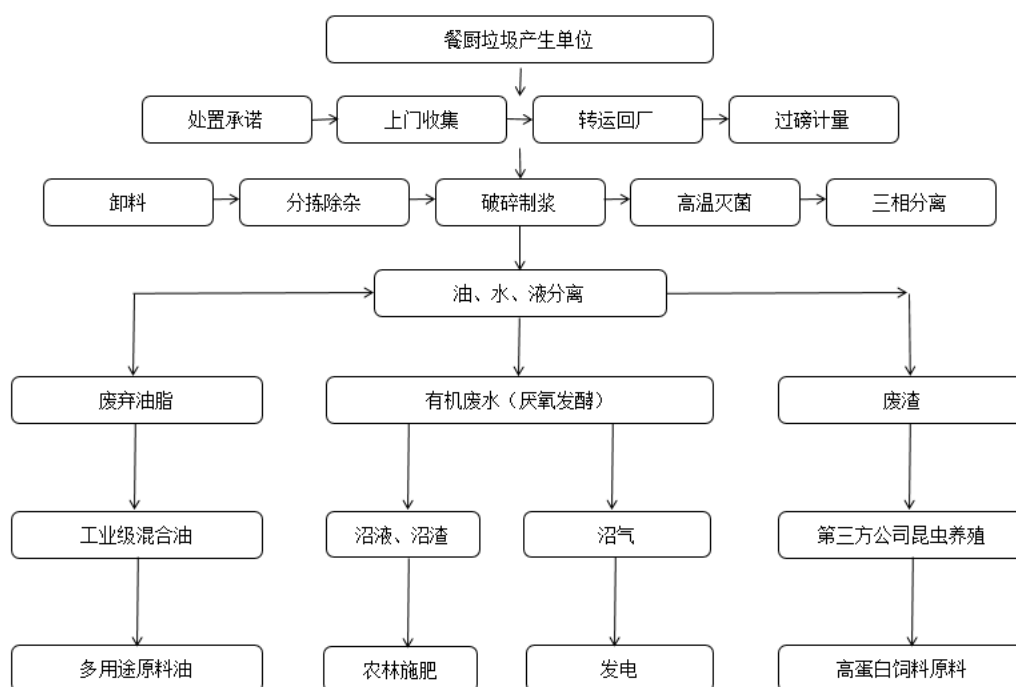 餐厨垃圾产生单位
处置承诺
上门收集
转运回厂
过磅计量
卸料
分拣除杂
破碎制浆
高温灭菌
三相分离
油、水、液分离
废弃油脂
有机废水（厌氧发酵）
废渣
工业级混合油
沼液、沼渣
沼气
第三方公司昆虫养殖
多用途原料油
农林施肥
发电
高蛋白饲料原料